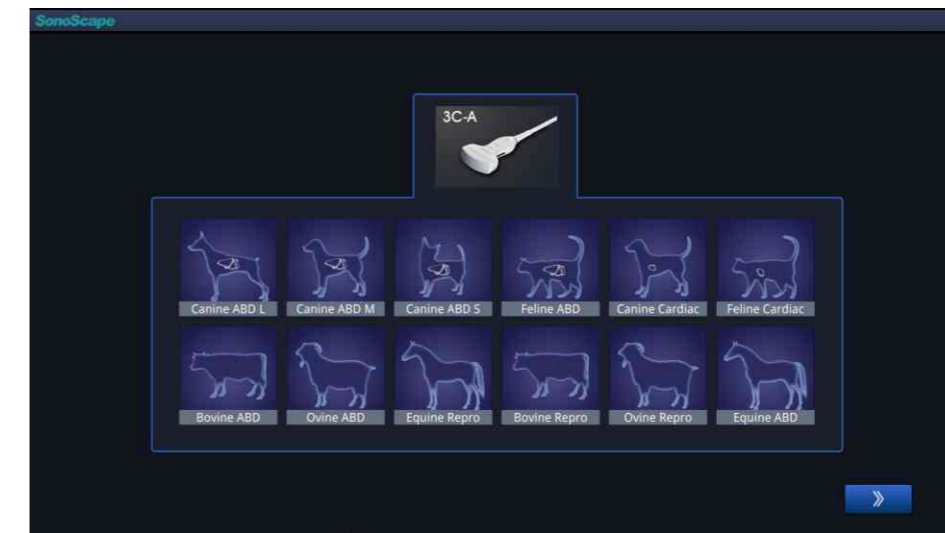 SonoScape
3C-A
Canine ABD L
Canine ABD M
Canine ABD S
Feline ABD
Canine Cardiac
Feline Cardiac
Bovine ABD
Ovine ABD
Equine Repro
Bovine Repro
Ovine Repro
Equine ABD